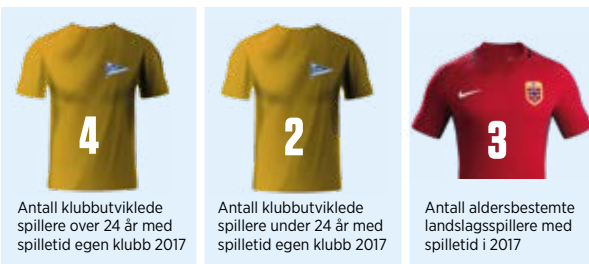 4
Antall klubbutviklede
spillere over 24 år med
spilletid egen klubb 2017
2
Antall klubbutviklede
spillere under 24 år med
spilletid egen klubb 2017
3
Antall aldersbestemte
landslagsspillere med
spilletid i 2017